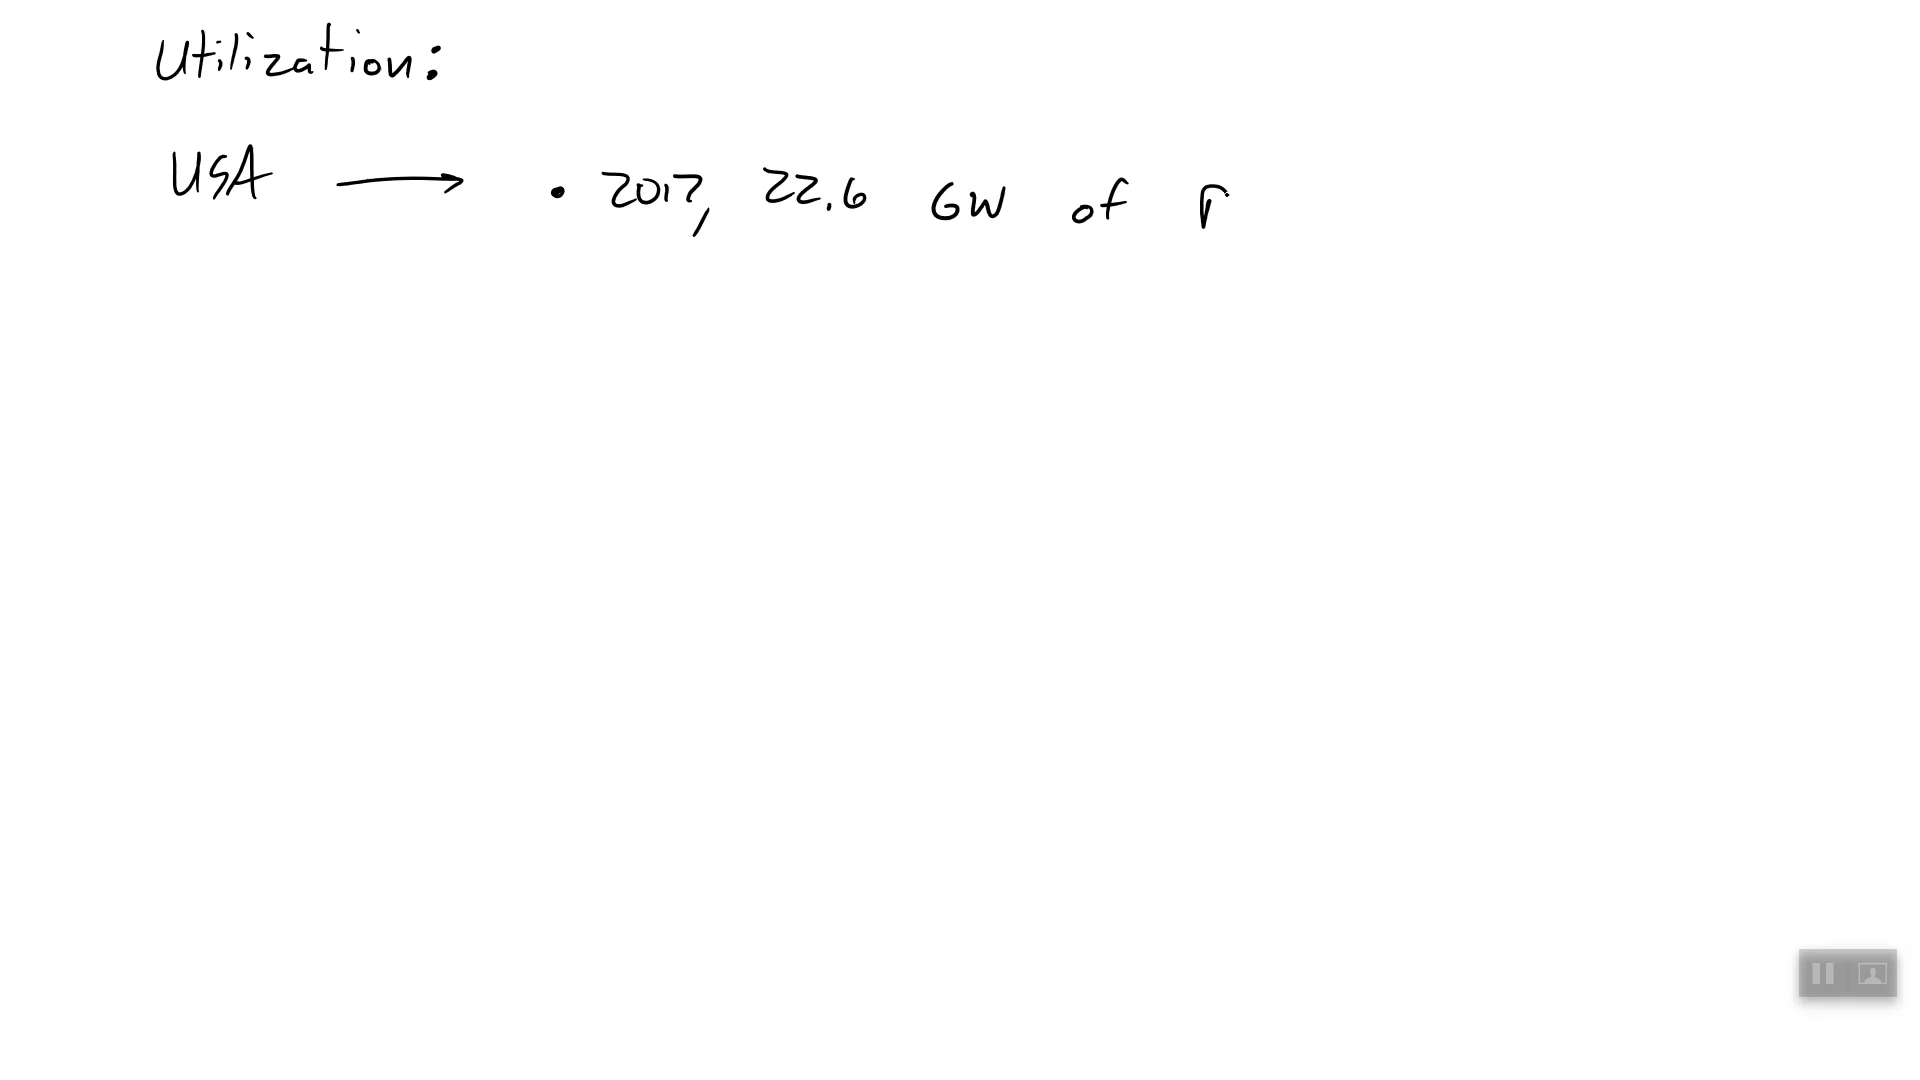 Utilization:
USA → • 2017, 22.6 GW of r